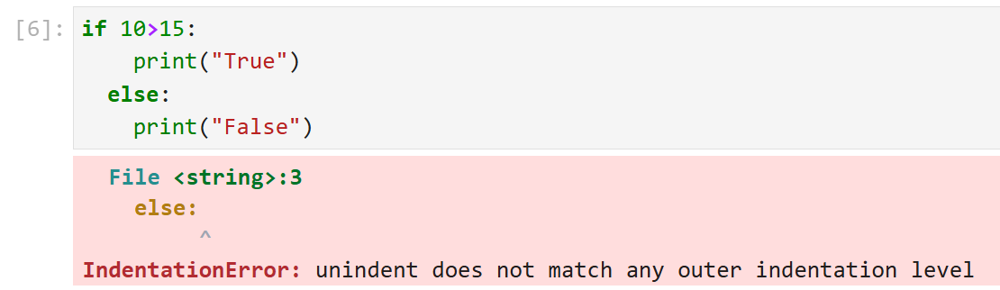 [6]: if 10>15:
    print("True")
  else:
    print("False")
  File <string>:3
    else:
         ^
IndentationError: unindent does not match any outer indentation level